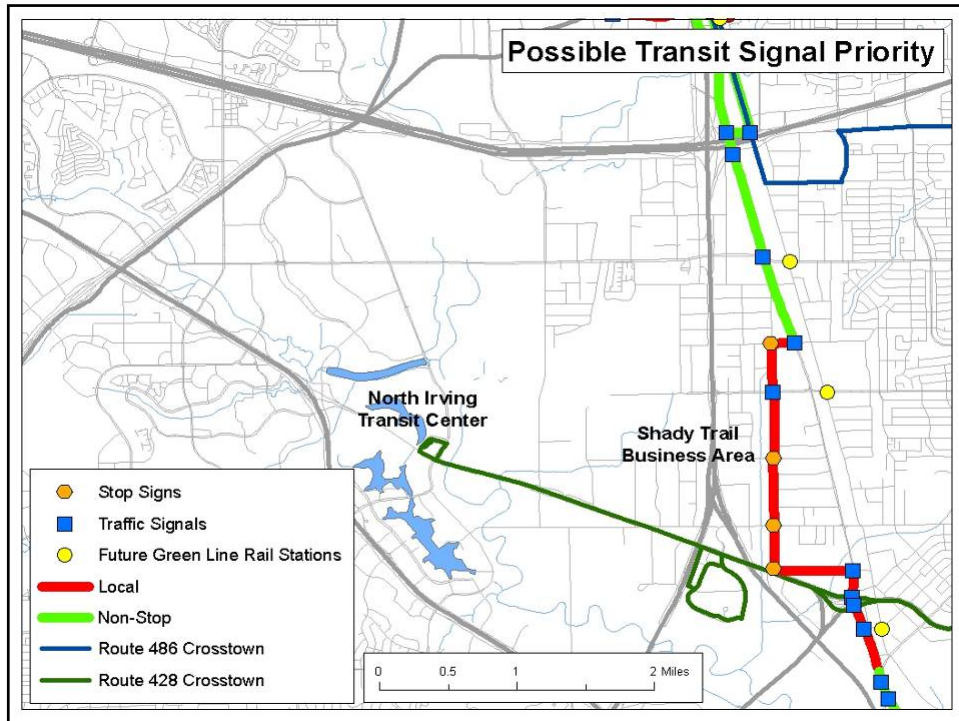 Possible Transit Signal Priority
North Irving
Transit Center
Shady Trail
Business Area
Stop Signs
Traffic Signals
Future Green Line Rail Stations
Local
Non-Stop
Route 486 Crosstown
Route 428 Crosstown
0 0.5 1 2 Miles